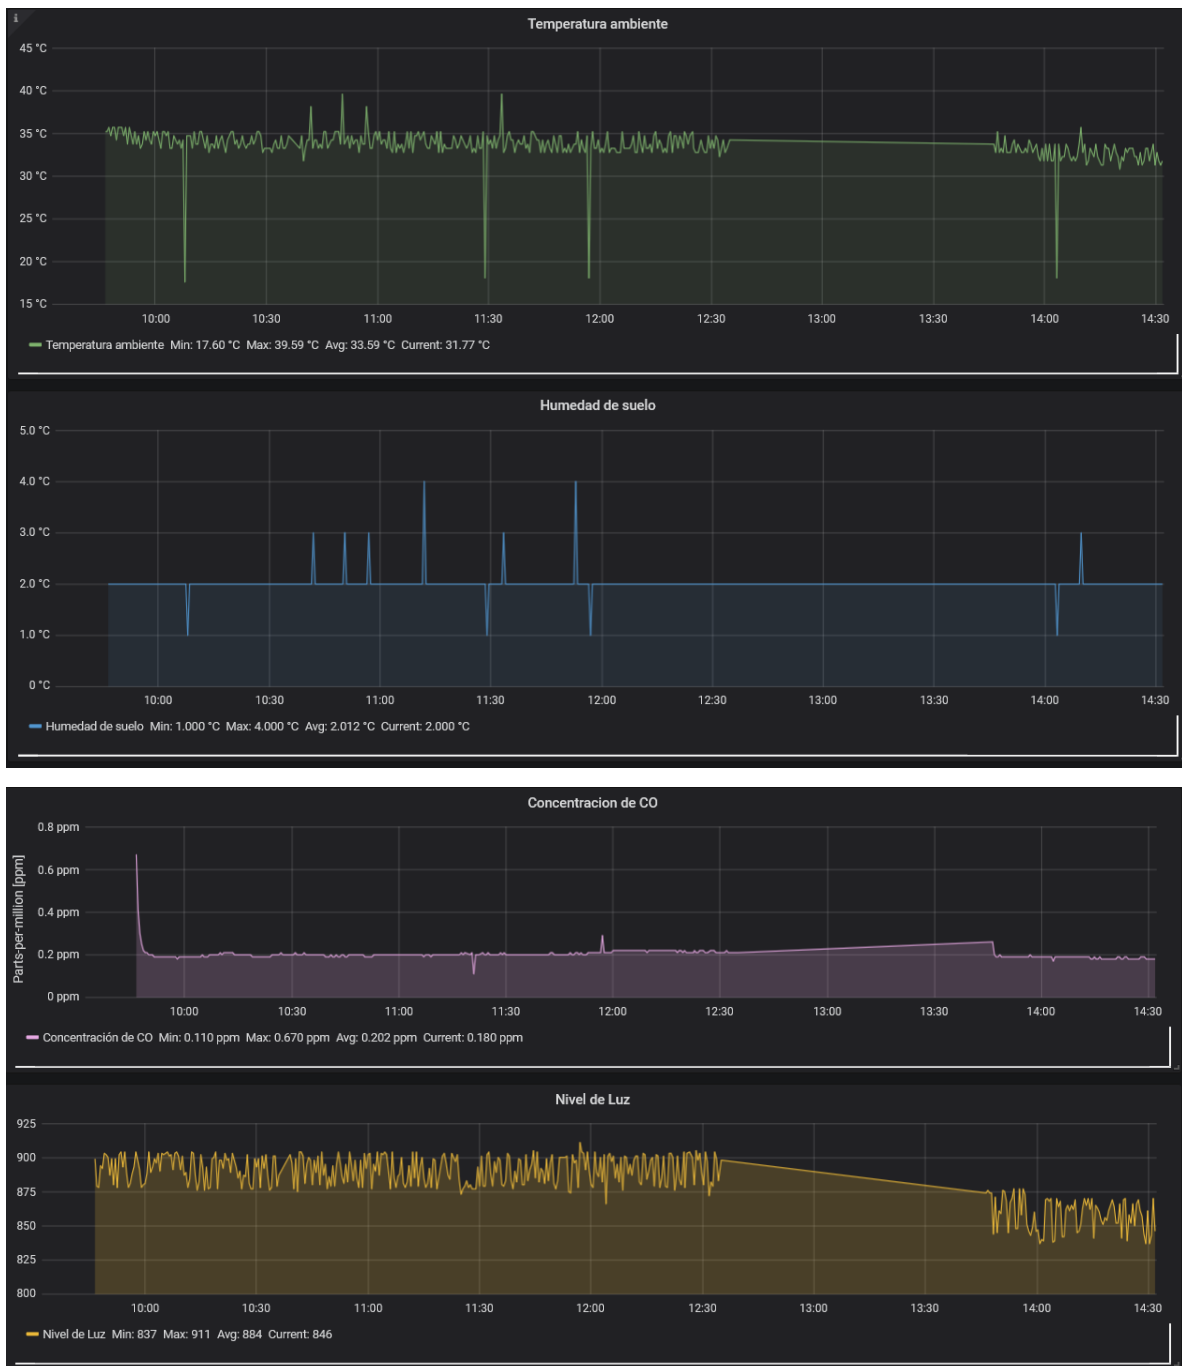 i
Temperatura ambiente
45 °C
40 °C
35 °C
30 °C
25 °C
20 °C
15 °C
10:00 10:30 11:00 11:30 12:00 12:30 13:00 13:30 14:00 14:30
Temperatura ambiente Min: 17.60 °C Max: 39.59 °C Avg: 33.59 °C Current: 31.77 °C
Humedad de suelo
5.0 °C
4.0 °C
3.0 °C
2.0 °C
1.0 °C
0 °C
10:00 10:30 11:00 11:30 12:00 12:30 13:00 13:30 14:00 14:30
Humedad de suelo Min: 1.000 °C Max: 4.000 °C Avg: 2.012 °C Current: 2.000 °C
Concentracion de CO
Parts-per-million [ppm]
0.8 ppm
0.6 ppm
0.4 ppm
0.2 ppm
0 ppm
10:00 10:30 11:00 11:30 12:00 12:30 13:00 13:30 14:00 14:30
Concentración de CO Min: 0.110 ppm Max: 0.670 ppm Avg: 0.202 ppm Current: 0.180 ppm
Nivel de Luz
925
900
875
850
825
800
10:00 10:30 11:00 11:30 12:00 12:30 13:00 13:30 14:00 14:30
Nivel de Luz Min: 837 Max: 911 Avg: 884 Current: 846